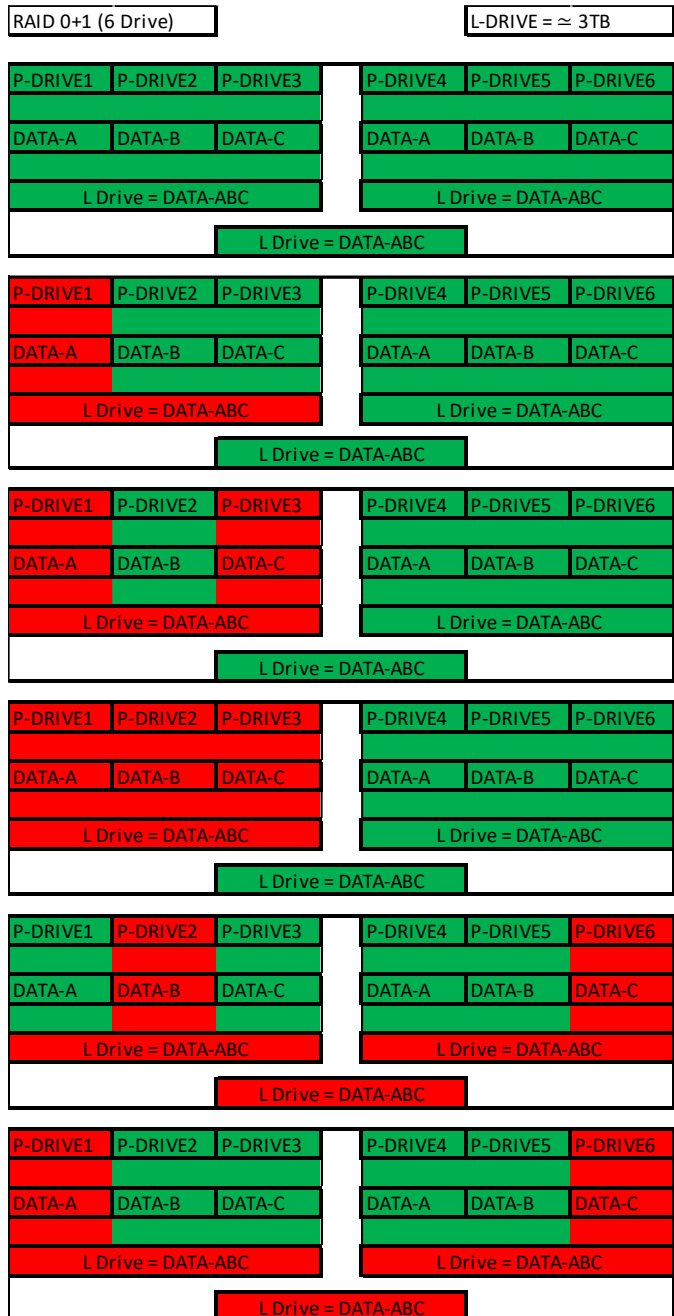 RAID 0+1 (6 Drive) L-DRIVE = ≃ 3TB
P-DRIVE1 P-DRIVE2 P-DRIVE3 P-DRIVE4 P-DRIVE5 P-DRIVE6
DATA-A DATA-B DATA-C DATA-A DATA-B DATA-C
L Drive = DATA-ABC L Drive = DATA-ABC
L Drive = DATA-ABC
P-DRIVE1 P-DRIVE2 P-DRIVE3 P-DRIVE4 P-DRIVE5 P-DRIVE6
DATA-A DATA-B DATA-C DATA-A DATA-B DATA-C
L Drive = DATA-ABC L Drive = DATA-ABC
L Drive = DATA-ABC
P-DRIVE1 P-DRIVE2 P-DRIVE3 P-DRIVE4 P-DRIVE5 P-DRIVE6
DATA-A DATA-B DATA-C DATA-A DATA-B DATA-C
L Drive = DATA-ABC L Drive = DATA-ABC
L Drive = DATA-ABC
P-DRIVE1 P-DRIVE2 P-DRIVE3 P-DRIVE4 P-DRIVE5 P-DRIVE6
DATA-A DATA-B DATA-C DATA-A DATA-B DATA-C
L Drive = DATA-ABC L Drive = DATA-ABC
L Drive = DATA-ABC
P-DRIVE1 P-DRIVE2 P-DRIVE3 P-DRIVE4 P-DRIVE5 P-DRIVE6
DATA-A DATA-B DATA-C DATA-A DATA-B DATA-C
L Drive = DATA-ABC L Drive = DATA-ABC
L Drive = DATA-ABC
P-DRIVE1 P-DRIVE2 P-DRIVE3 P-DRIVE4 P-DRIVE5 P-DRIVE6
DATA-A DATA-B DATA-C DATA-A DATA-B DATA-C
L Drive = DATA-ABC L Drive = DATA-ABC
L Drive = DATA-ABC